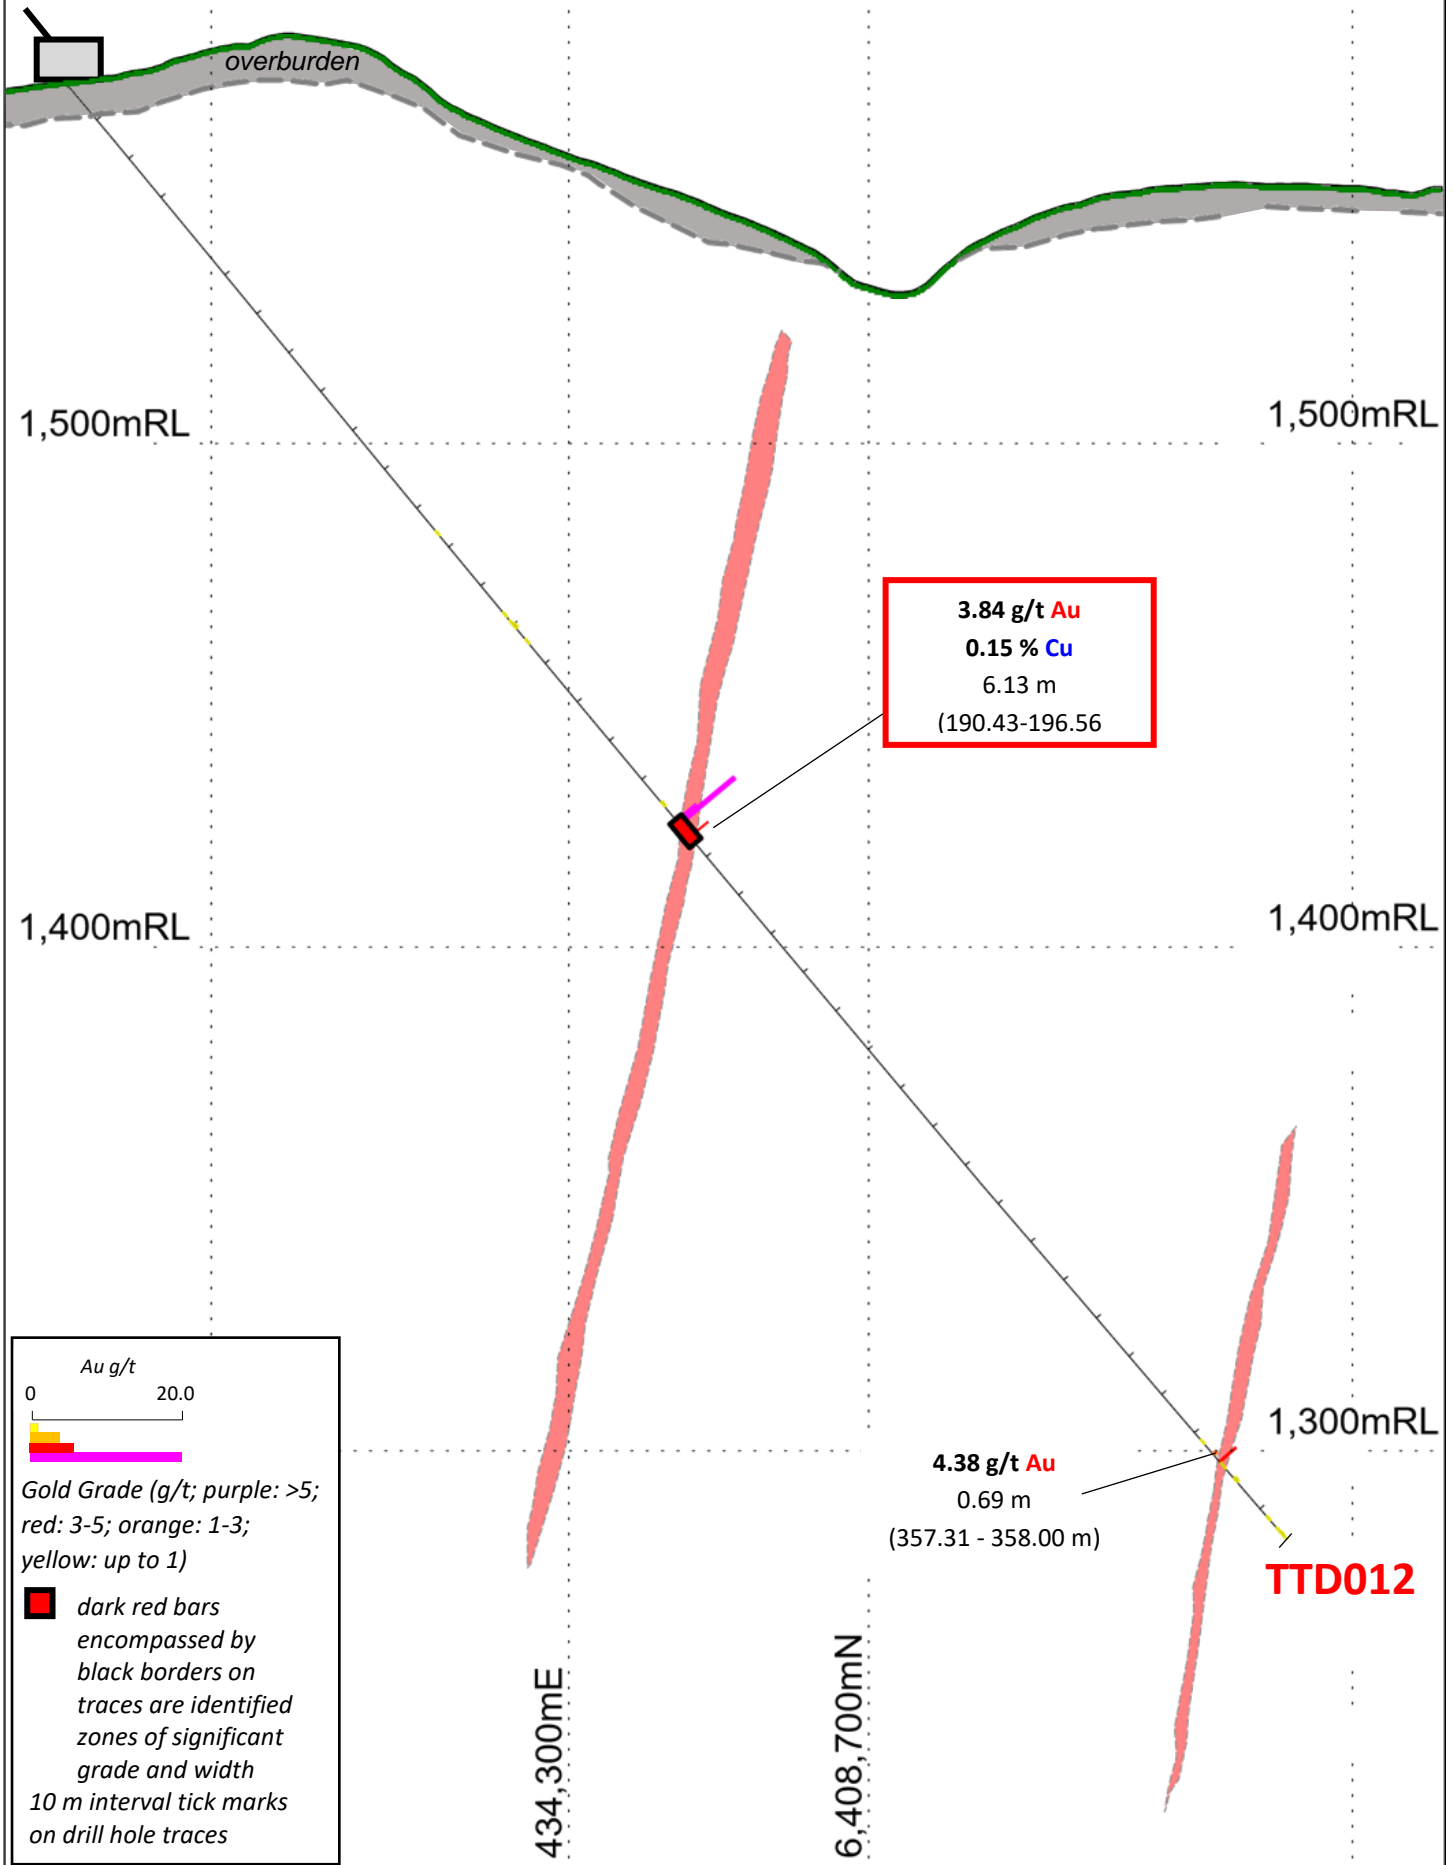 overburden
1,500mRL
1,500mRL
3.84 g/t Au
0.15 % Cu
6.13 m
(190.43-196.56
1,400mRL
1,400mRL
1,300mRL
4.38 g/t Au
0.69 m
(357.31 - 358.00 m)
TTD012
434,300mE
6,408,700mN
Au g/t
0 20.0
Gold Grade (g/t; purple: >5;
red: 3-5; orange: 1-3;
yellow: up to 1)
dark red bars
encompassed by
black borders on
traces are identified
zones of significant
grade and width
10 m interval tick marks
on drill hole traces